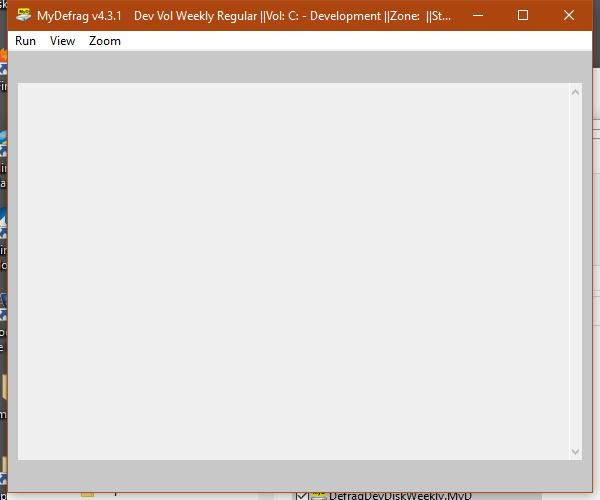 MyDefrag v4.3.1 Dev Vol Weekly Regular ||Vol: C: - Development ||Zone: ||St...
Run View Zoom
DefragDevDiskWeekly.MyD